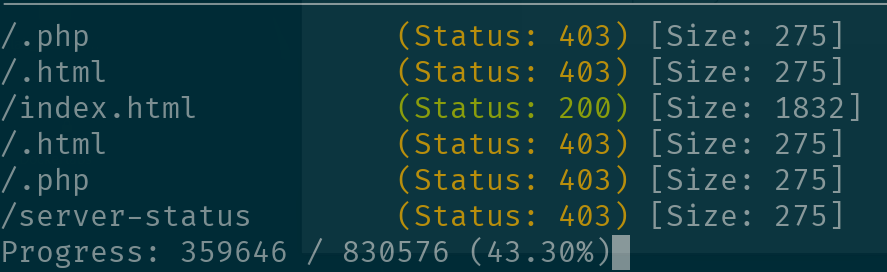 /.php (Status: 403) [Size: 275]
/.html (Status: 403) [Size: 275]
/index.html (Status: 200) [Size: 1832]
/.html (Status: 403) [Size: 275]
/.php (Status: 403) [Size: 275]
/server-status (Status: 403) [Size: 275]
Progress: 359646 / 830576 (43.30%)